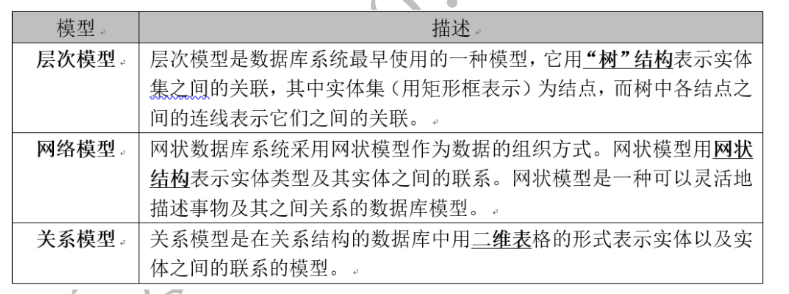 模型 描述
层次模型 层次模型是数据库系统最早使用的一种模型，它用“树”结构表示实体
集之间的关联，其中实体集（用矩形框表示）为结点，而树中各结点之
间的连线表示它们之间的关联。
网络模型 网状数据库系统采用网状模型作为数据的组织方式。网状模型用网状
结构表示实体类型及其实体之间的联系。网状模型是一种可以灵活地
描述事物及其之间关系的数据库模型。
关系模型 关系模型是在关系结构的数据库中用二维表格的形式表示实体以及实
体之间的联系的模型。